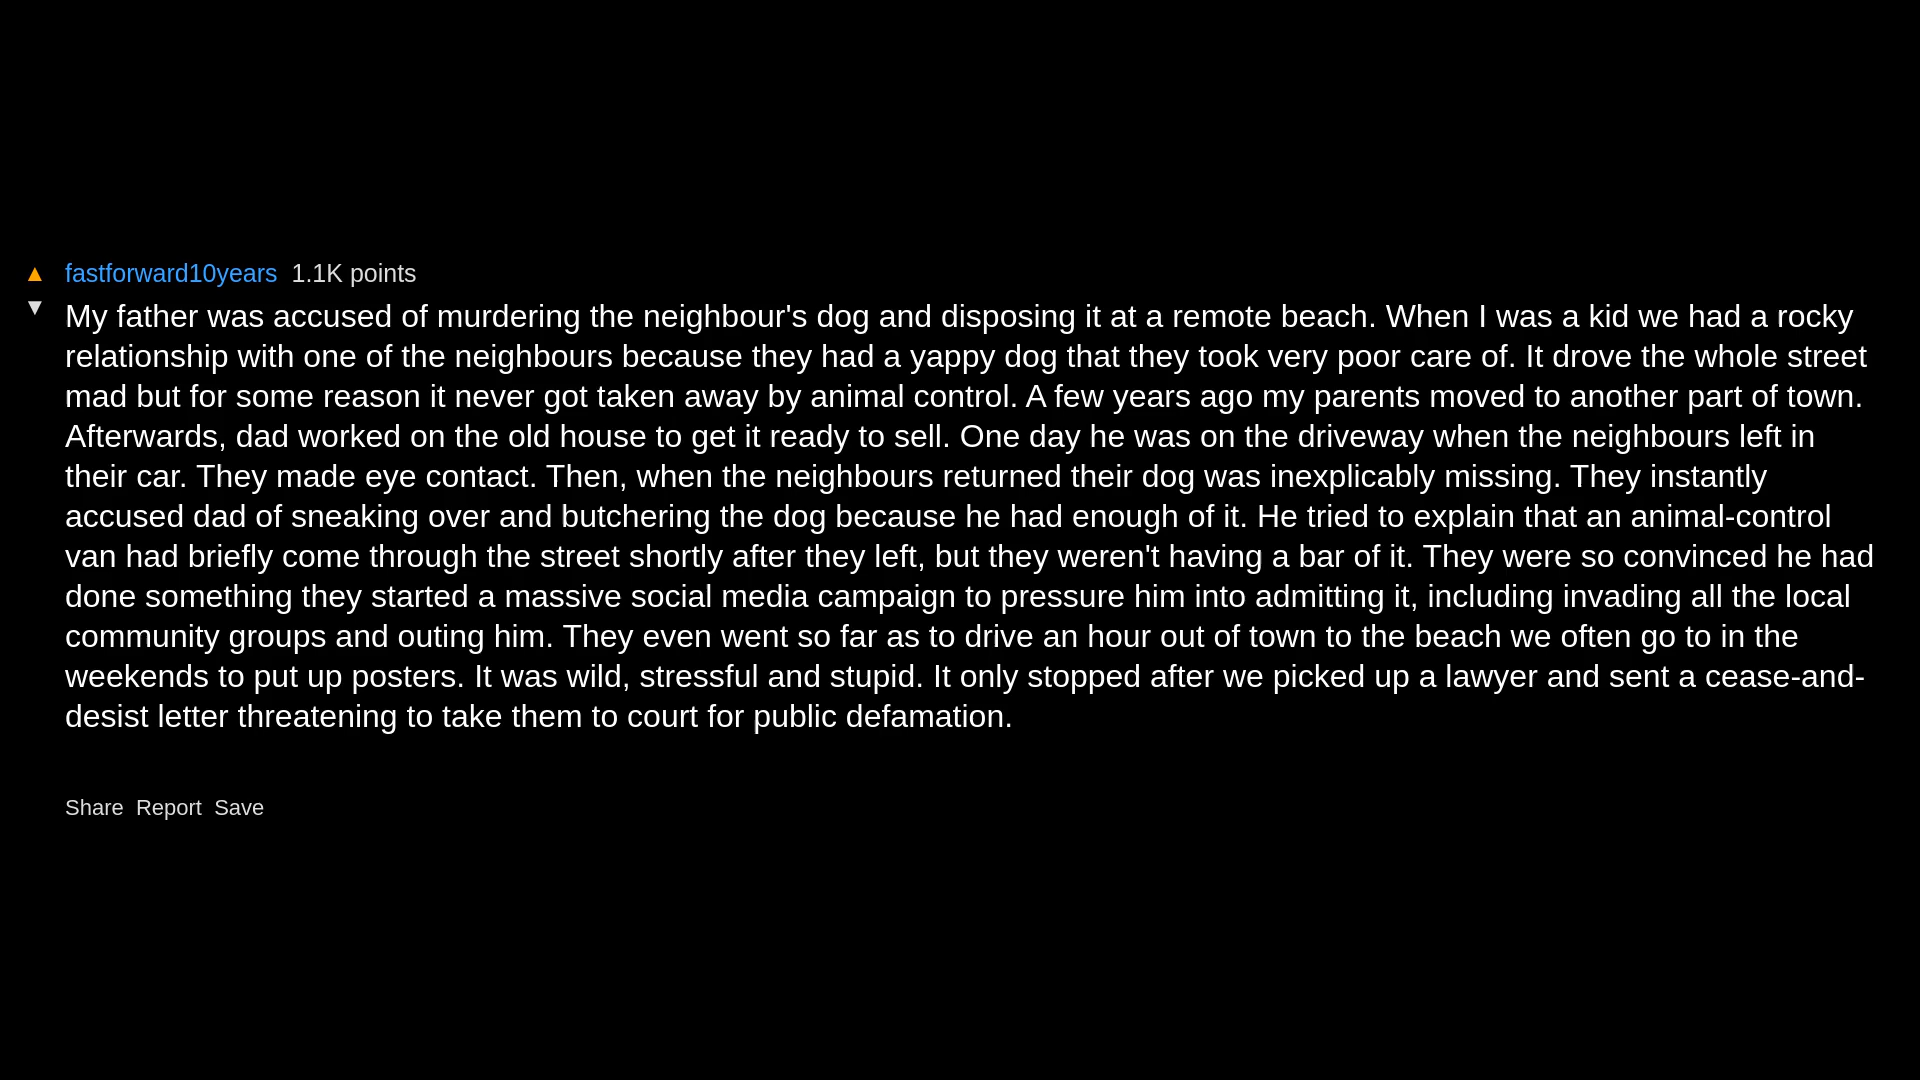 ▲ fastforward10years 1.1K points
▼ My father was accused of murdering the neighbour's dog and disposing it at a remote beach. When I was a kid we had a rocky
relationship with one of the neighbours because they had a yappy dog that they took very poor care of. It drove the whole street
mad but for some reason it never got taken away by animal control. A few years ago my parents moved to another part of town.
Afterwards, dad worked on the old house to get it ready to sell. One day he was on the driveway when the neighbours left in
their car. They made eye contact. Then, when the neighbours returned their dog was inexplicably missing. They instantly
accused dad of sneaking over and butchering the dog because he had enough of it. He tried to explain that an animal-control
van had briefly come through the street shortly after they left, but they weren't having a bar of it. They were so convinced he had
done something they started a massive social media campaign to pressure him into admitting it, including invading all the local
community groups and outing him. They even went so far as to drive an hour out of town to the beach we often go to in the
weekends to put up posters. It was wild, stressful and stupid. It only stopped after we picked up a lawyer and sent a cease-and-
desist letter threatening to take them to court for public defamation.
Share Report Save